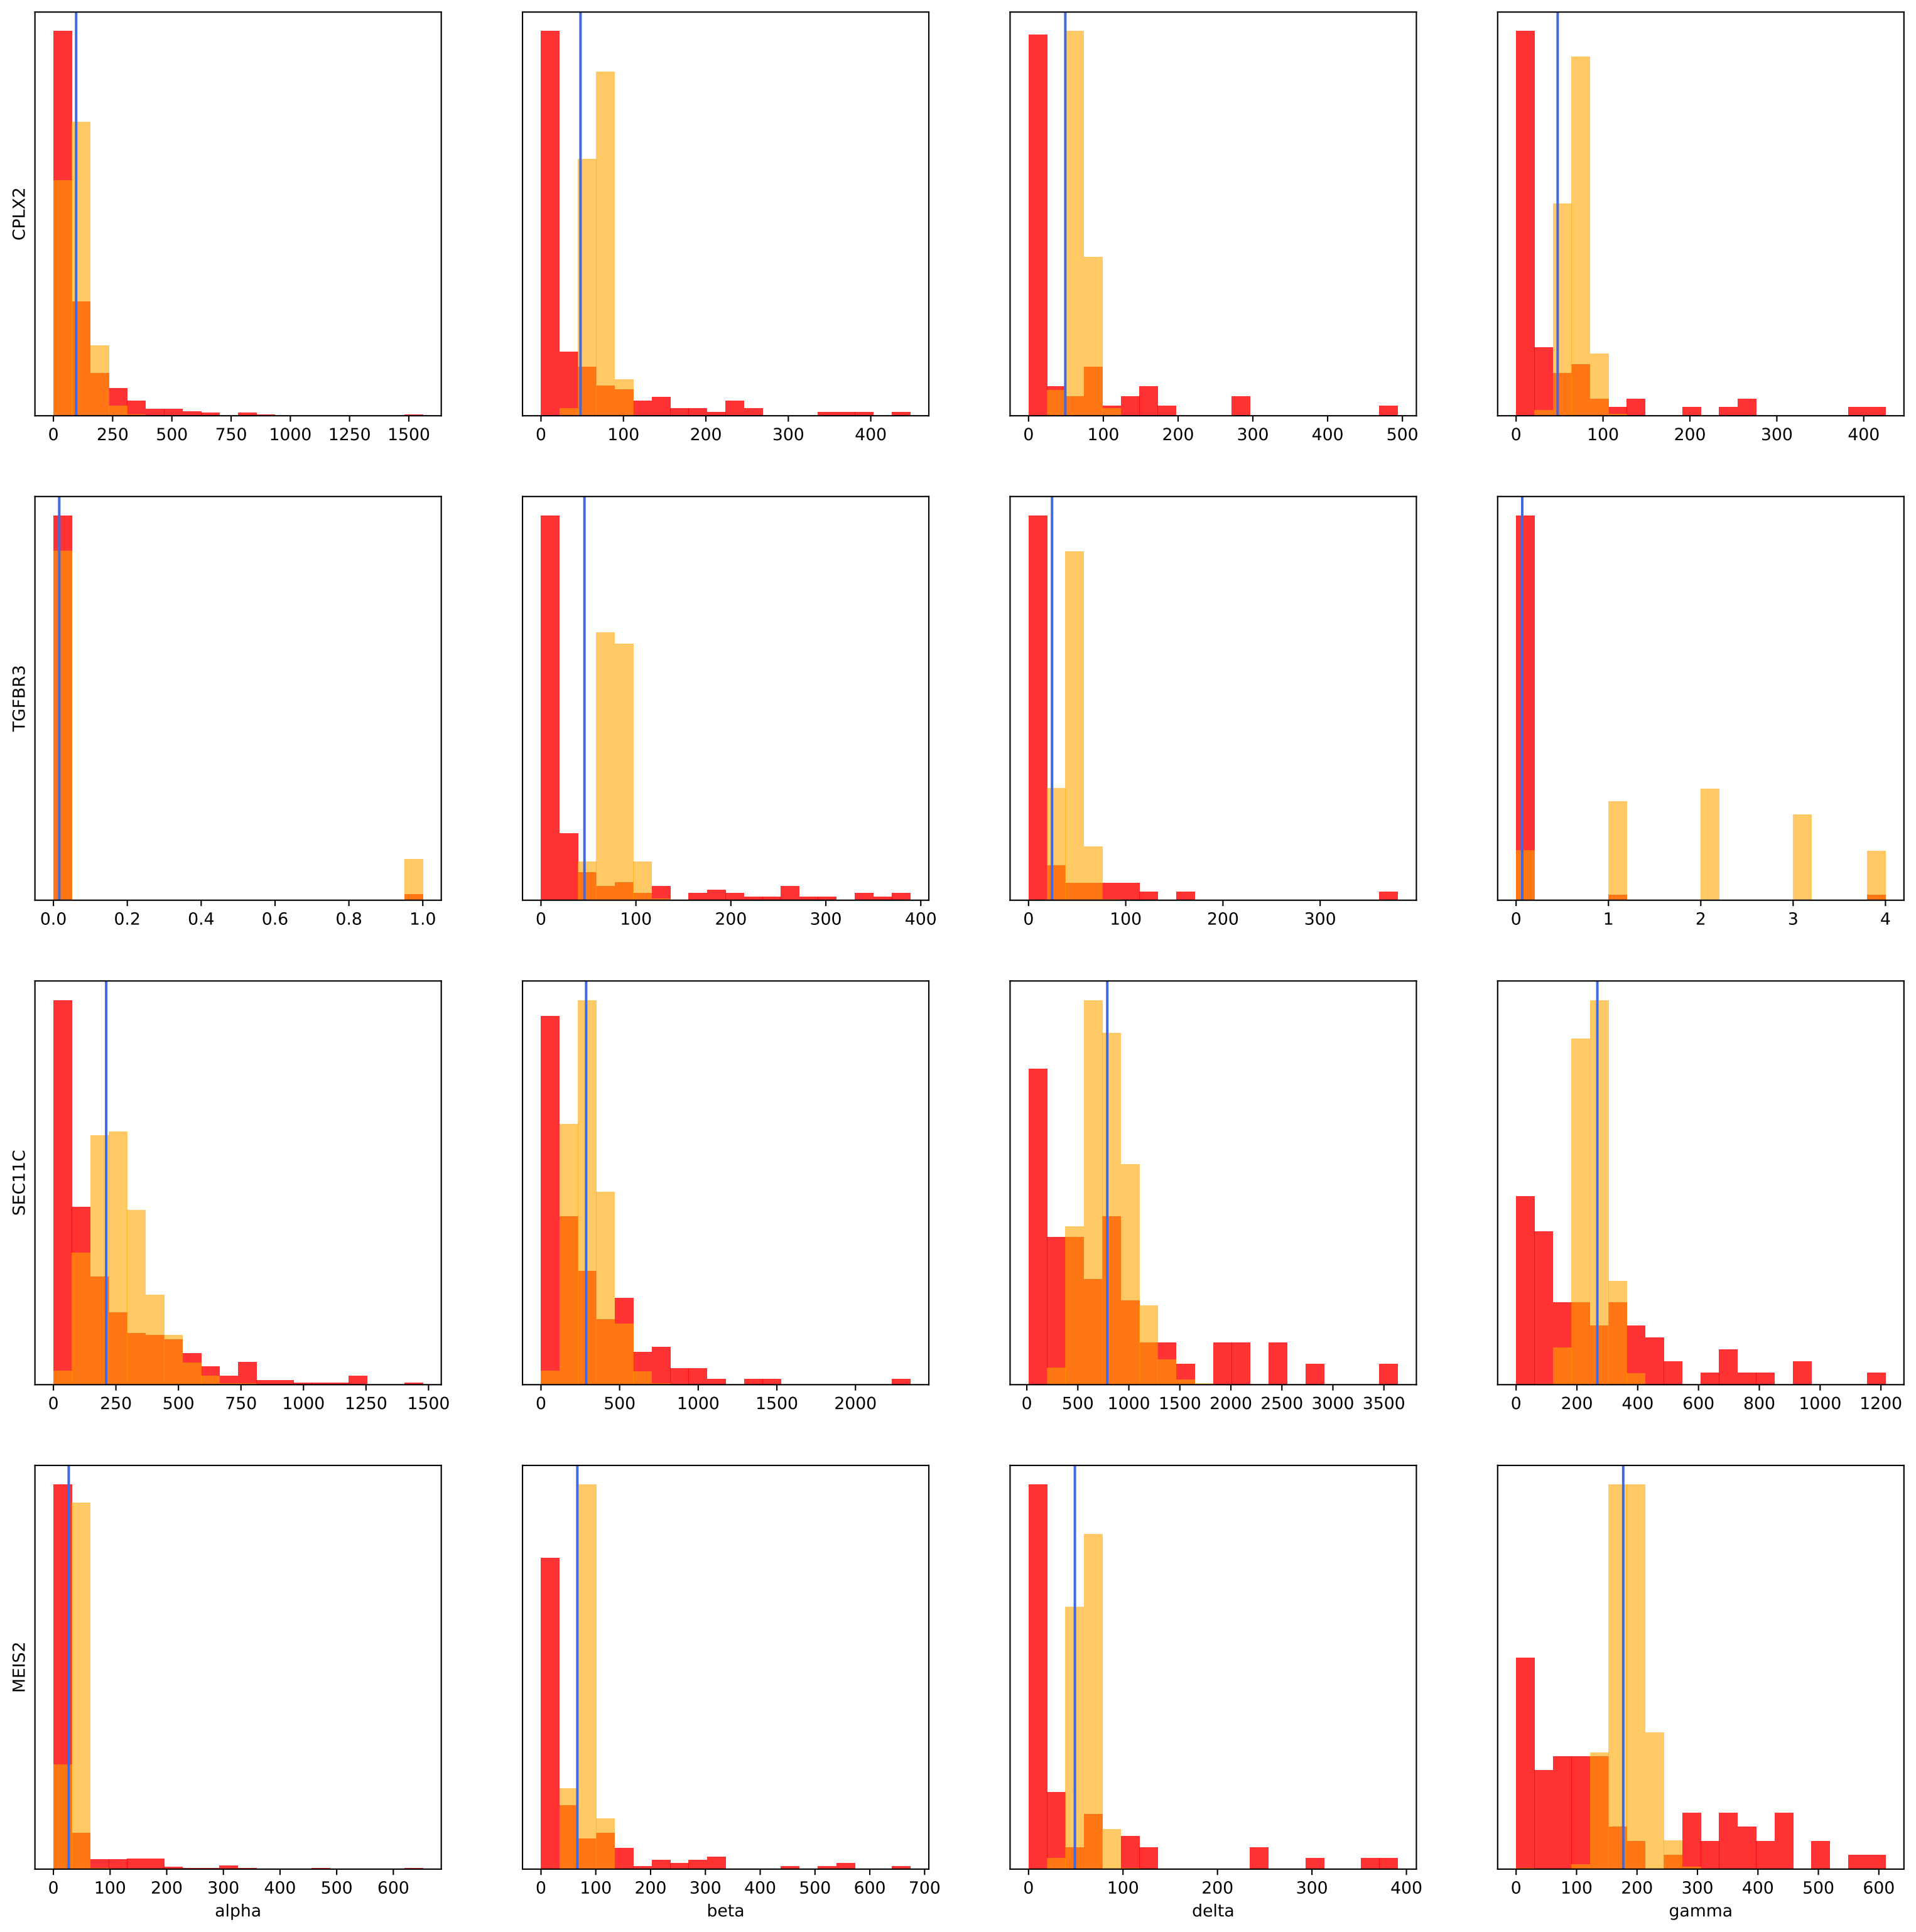 CPLX2
0 250 500 750 1000 1250 1500
0 100 200 300 400
0 100 200 300 400 500
0 100 200 300 400
TGFBR3
0.0 0.2 0.4 0.6 0.8 1.0
0 100 200 300 400
0 100 200 300
0 1 2 3 4
SEC11C
0 250 500 750 1000 1250 1500
0 500 1000 1500 2000
0 500 1000 1500 2000 2500 3000 3500
0 200 400 600 800 1000 1200
MEIS2
0 100 200 300 400 500 600
0 100 200 300 400 500 600 700
0 100 200 300 400
0 100 200 300 400 500 600
alpha
beta
delta
gamma